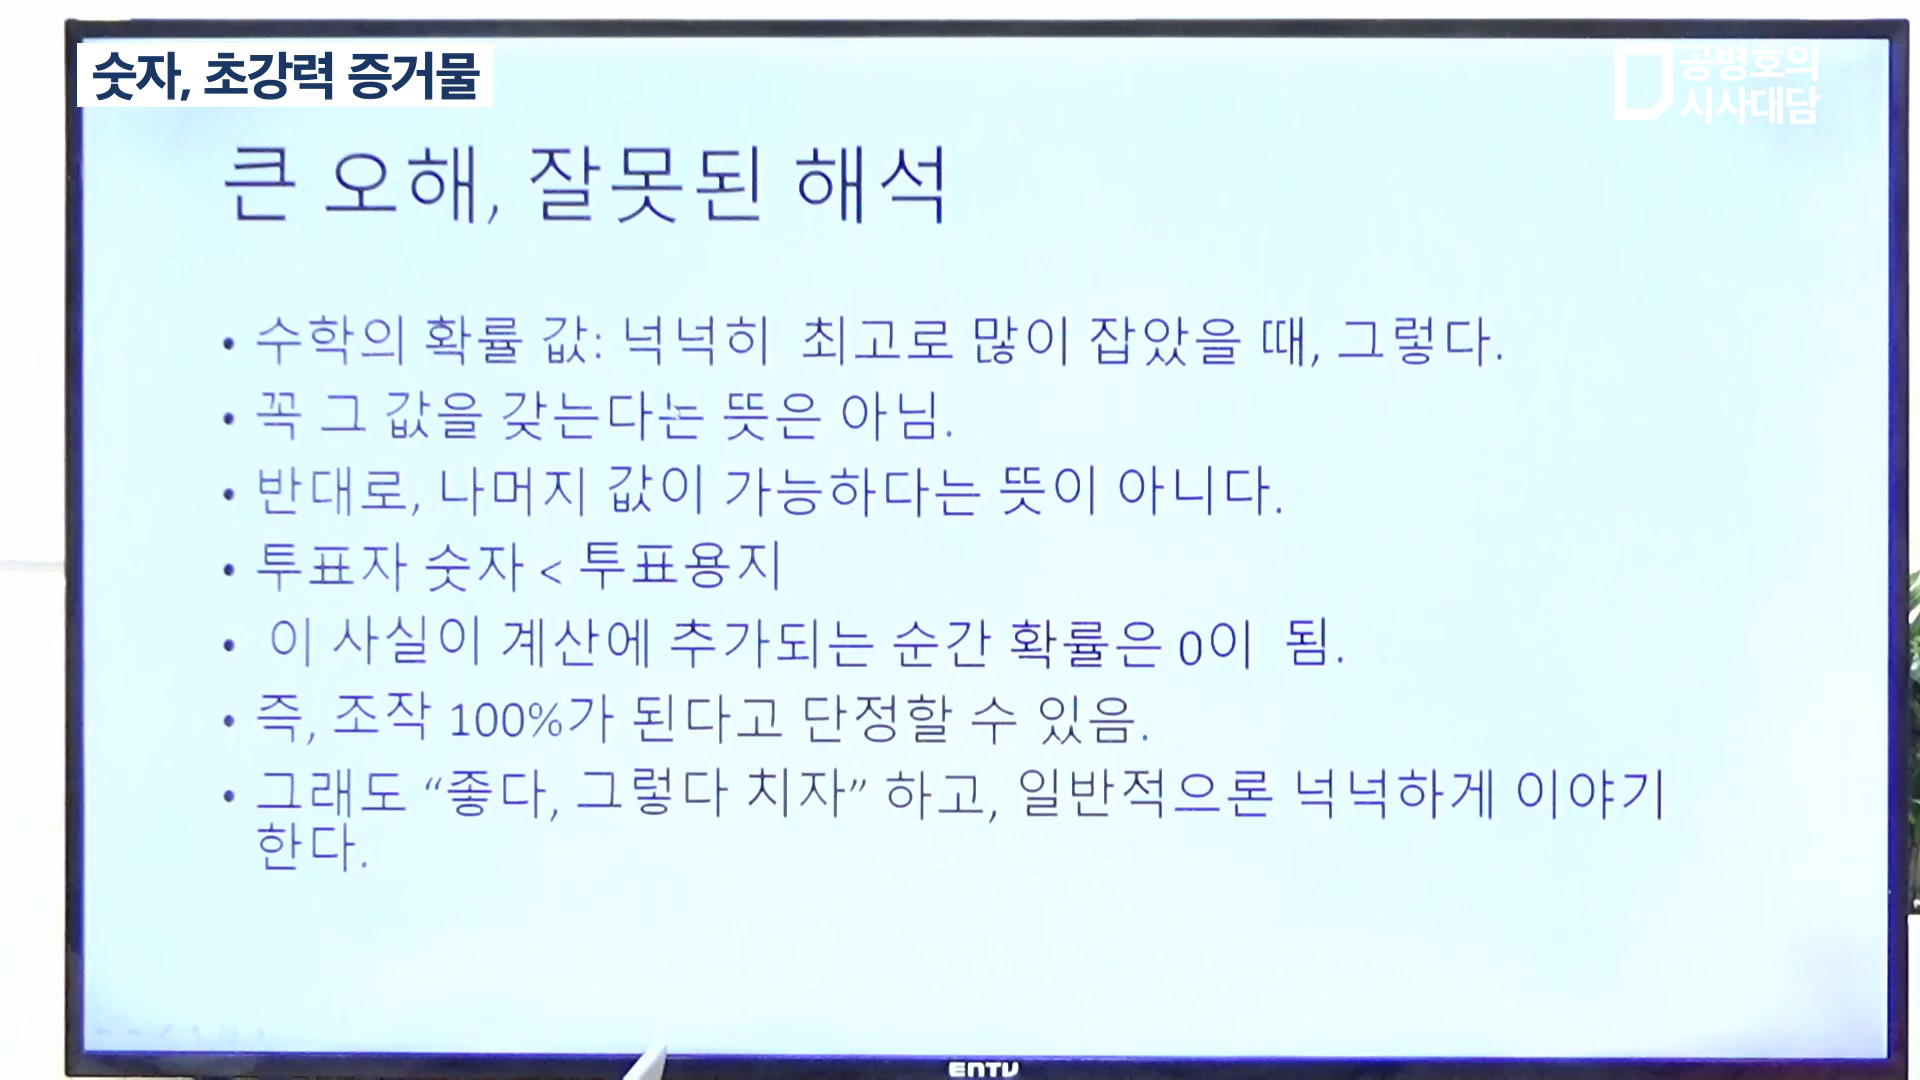 숫자, 초강력 증거물
공병호의
시사대담
큰 오해, 잘못된 해석
• 수학의 확률 값: 넉넉히 최고로 많이 잡았을 때, 그렇다.
• 꼭 그 값을 갖는다는 뜻은 아님.
• 반대로, 나머지 값이 가능하다는 뜻이 아니다.
• 투표자 숫자 < 투표용지
• 이 사실이 계산에 추가되는 순간 확률은 0이 됨.
• 즉, 조작 100%가 된다고 단정할 수 있음.
• 그래도 “좋다, 그렇다 치자” 하고, 일반적으론 넉넉하게 이야기
한다.
ENTV